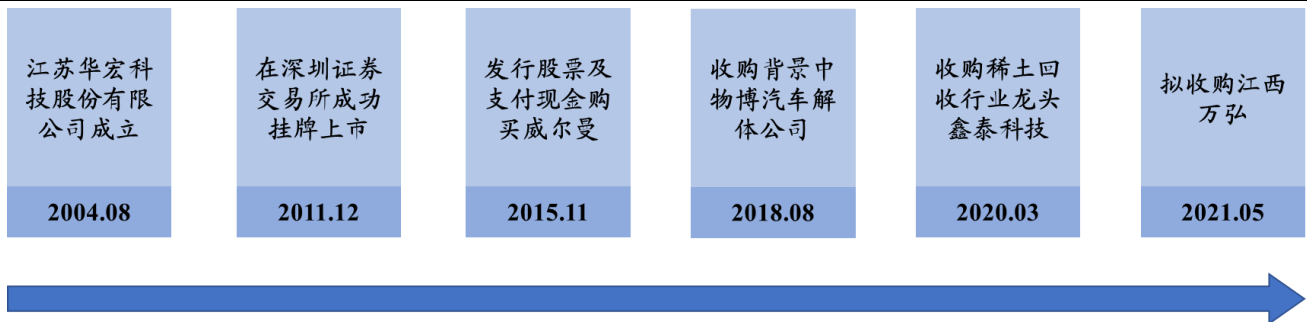 江苏华宏科
技股份有限
公司成立
2004.08
在深圳证券
交易所成功
挂牌上市
2011.12
发行股票及
支付现金购
买威尔曼
2015.11
收购背景中
物博汽车解
体公司
2018.08
收购稀土回
收行业龙头
鑫泰科技
2020.03
拟收购江西
万弘
2021.05